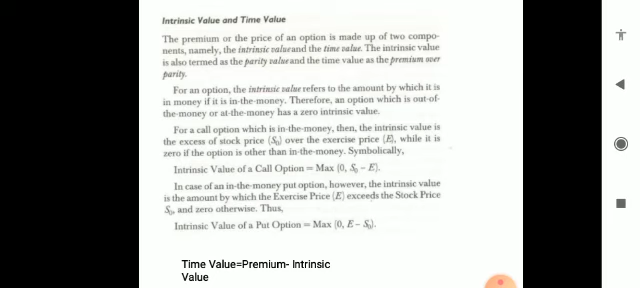 Intrinsic Value and Time Value
The premium or the price of an option is made up of two compo-
nents, namely, the intrinsic value and the time value. The intrinsic value
is also termed as the parity value and the time value as the premium over
parity.
For an option, the intrinsic value refers to the amount by which it is
in money if it is in-the-money. Therefore, an option which is out-of-
the-money or at-the-money has a zero intrinsic value.
For a call option which is in-the-money, then, the intrinsic value is
the excess of stock price (S₀) over the exercise price (E), while it is
zero if the option is other than in-the-money. Symbolically,
Intrinsic Value of a Call Option = Max (0, S₀ – E).
In case of an in-the-money put option, however, the intrinsic value
is the amount by which the Exercise Price (E) exceeds the Stock Price
S₀, and zero otherwise. Thus,
Intrinsic Value of a Put Option = Max (0, E – S₀).
Time Value=Premium- Intrinsic
Value